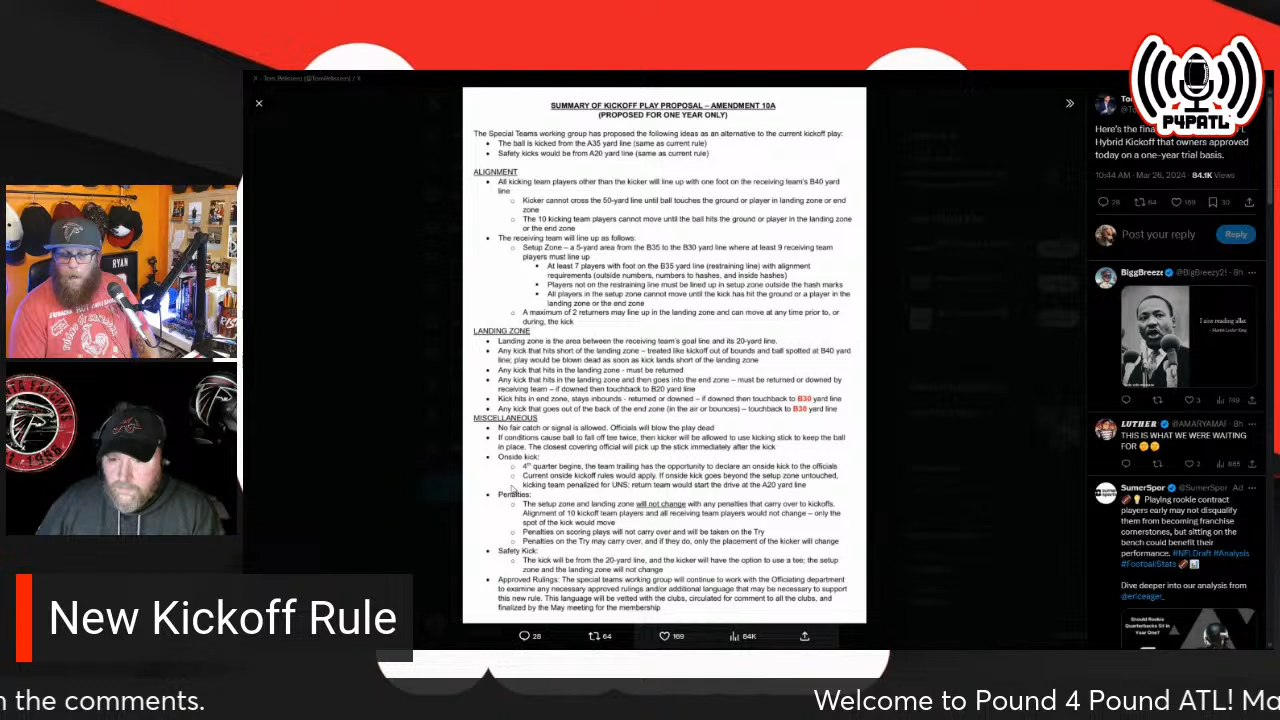 X - Tom Pelissero (@TomPelissero) / X
SUMMARY OF KICKOFF PLAY PROPOSAL – AMENDMENT 10A
(PROPOSED FOR ONE YEAR ONLY)
The Special Teams working group has proposed the following ideas as an alternative to the current kickoff play:
• The ball is kicked from the A35 yard line (same as current rule)
• Safety kicks would be from A20 yard line (same as current rule)
ALIGNMENT
• All kicking team players other than the kicker will line up with one foot on the receiving team's B40 yard
line
o Kicker cannot cross the 50-yard line until ball touches the ground or player in landing zone or end
zone
o The 10 kicking team players cannot move until the ball hits the ground or player in the landing zone
or the end zone
• The receiving team will line up as follows:
o Setup Zone – a 5-yard area from the B35 to the B30 yard line where at least 9 receiving team
players must line up
▪ At least 7 players with foot on the B35 yard line (restraining line) with alignment
requirements (outside numbers, numbers to hashes, and inside hashes)
▪ Players not on the restraining line must be lined up in setup zone outside the hash marks
▪ All players in the setup zone cannot move until the kick has hit the ground or a player in the
landing zone or the end zone
o A maximum of 2 returners may line up in the landing zone and can move at any time prior to, or
during, the kick
LANDING ZONE
• Landing zone is the area between the receiving team's goal line and its 20-yard line.
• Any kick that hits short of the landing zone – treated like kickoff out of bounds and ball spotted at B40 yard
line; play would be blown dead as soon as kick lands short of the landing zone
• Any kick that hits in the landing zone - must be returned
• Any kick that hits in the landing zone and then goes into the end zone – must be returned or downed by
receiving team – if downed then touchback to B20 yard line
• Kick hits in end zone, stays inbounds - returned or downed – if downed then touchback to B30 yard line
• Any kick that goes out of the back of the end zone (in the air or bounces) – touchback to B30 yard line
MISCELLANEOUS
• No fair catch or signal is allowed. Officials will blow the play dead
• If conditions cause ball to fall off tee twice, then kicker will be allowed to use kicking stick to keep the ball
in place. The closest covering official will pick up the stick immediately after the kick
• Onside kick:
o 4th quarter begins, the team trailing has the opportunity to declare an onside kick to the officials
o Current onside kickoff rules would apply. If onside kick goes beyond the setup zone untouched,
kicking team penalized for UNS; return team would start the drive at the A20 yard line
• Penalties:
o The setup zone and landing zone will not change with any penalties that carry over to kickoffs.
Alignment of 10 kickoff team players and all receiving team players would not change – only the
spot of the kick would move
o Penalties on scoring plays will not carry over and will be taken on the Try
o Penalties on the Try may carry over, and if they do, only the placement of the kicker will change
• Safety Kick:
o The kick will be from the 20-yard line, and the kicker will have the option to use a tee; the setup
zone and the landing zone will not change
• Approved Rulings: The special teams working group will continue to work with the Officiating department
to examine any necessary approved rulings and/or additional language that may be necessary to support
this new rule. This language will be vetted with the clubs, circulated for comment to all the clubs, and
finalized by the May meeting for the membership
28
64
169
84K
P4PATL
Here's the fina
Hybrid Kickoff that owners approved
today on a one-year trial basis.
10:44 AM · Mar 26, 2024 · 84.1K Views
28
64
169
30
Post your reply
Reply
BiggBreeze @BigBreezy21 · 8h
I aint reading allat
- Martin Luther King
3
749
LUTHER @AMARYAMAI · 8h
THIS IS WHAT WE WERE WAITING
FOR
2
865
SumerSpor @SumerSpor Ad
Playing rookie contract
players early may not disqualify
them from becoming franchise
cornerstones, but sitting on the
bench could benefit their
performance. #NFLDraft #Analysis
#FootballStats
Dive deeper into our analysis from
@ericleager_
Should Rookie
Quarterbacks Sit in
Year One?
RYAN
New Kickoff Rule
n the comments.
Welcome to Pound 4 Pound ATL! Mo